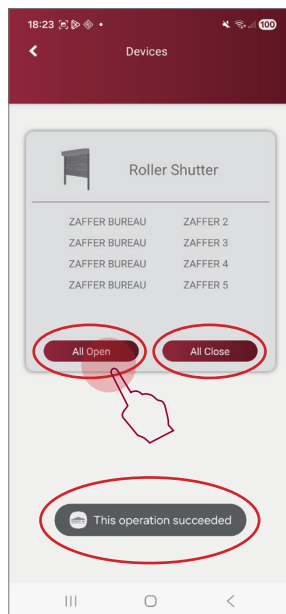 18:23 100
Devices
Roller Shutter
ZAFFER BUREAU ZAFFER 2
ZAFFER BUREAU ZAFFER 3
ZAFFER BUREAU ZAFFER 4
ZAFFER BUREAU ZAFFER 5
All Open All Close
This operation succeeded